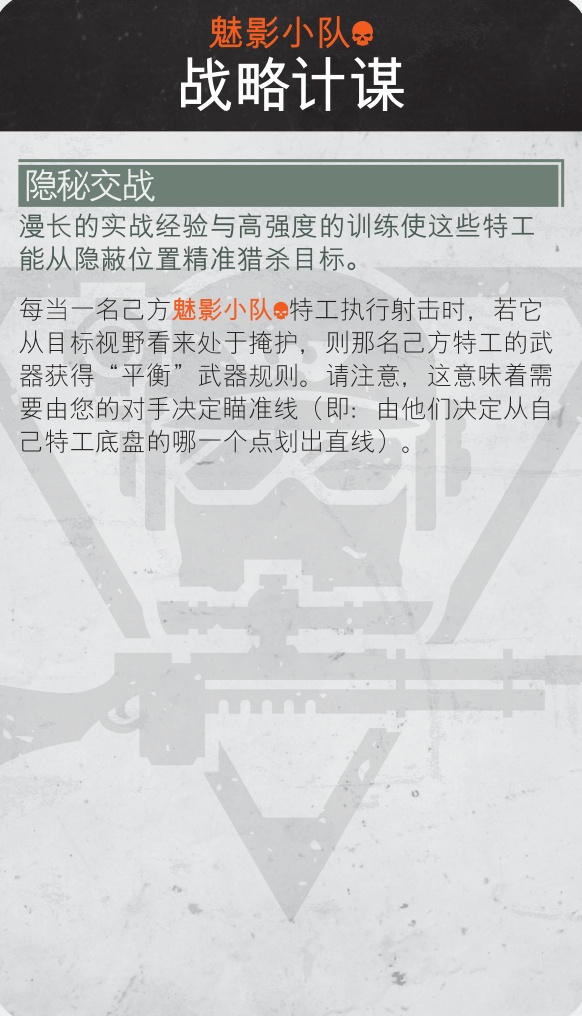 魅影小队
战略计谋
隐秘交战
漫长的实战经验与高强度的训练使这些特工
能从隐蔽位置精准猎杀目标。
每当一名己方魅影小队特工执行射击时，若它
从目标视野看来处于掩护，则那名己方特工的武
器获得“平衡”武器规则。请注意，这意味着需
要由您的对手决定瞄准线（即：由他们决定从自
己特工底盘的哪一个点划出直线）。